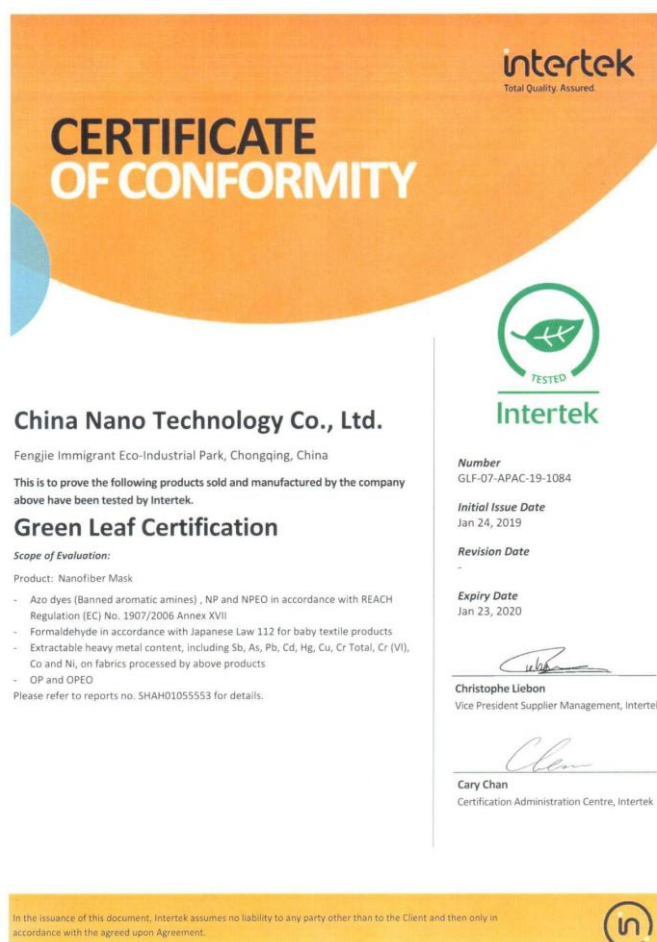 intertek
Total Quality. Assured.
CERTIFICATE
OF CONFORMITY
TESTED
Intertek
China Nano Technology Co., Ltd.
Fengjie Immigrant Eco-Industrial Park, Chongqing, China
This is to prove the following products sold and manufactured by the company
above have been tested by Intertek.
Green Leaf Certification
Scope of Evaluation:
Product: Nanofiber Mask
- Azo dyes (Banned aromatic amines) , NP and NPEO in accordance with REACH
Regulation (EC) No. 1907/2006 Annex XVII
- Formaldehyde in accordance with Japanese Law 112 for baby textile products
- Extractable heavy metal content, including Sb, As, Pb, Cd, Hg, Cu, Cr Total, Cr (VI),
Co and Ni, on fabrics processed by above products
- OP and OPEO
Please refer to reports no. SHAH01055553 for details.
Number
GLF-07-APAC-19-1084
Initial Issue Date
Jan 24, 2019
Revision Date
-
Expiry Date
Jan 23, 2020
Christophe Liebon
Vice President Supplier Management, Intertek
Cary Chan
Certification Administration Centre, Intertek
In the issuance of this document, Intertek assumes no liability to any party other than to the Client and then only in
accordance with the agreed upon Agreement.
in